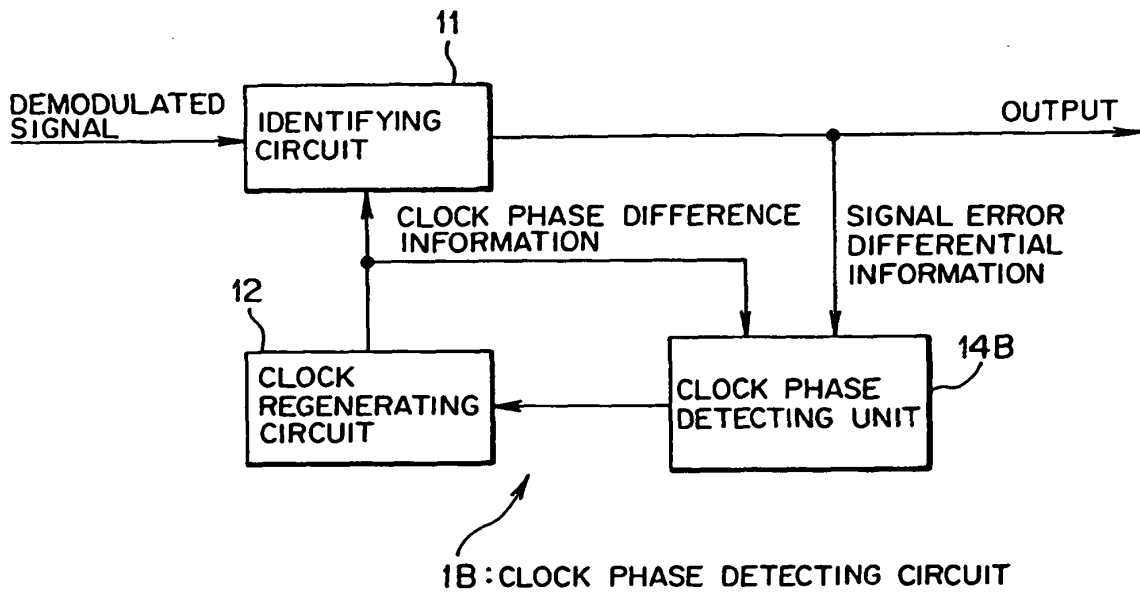 11
DEMODULATED
SIGNAL
IDENTIFYING
CIRCUIT
OUTPUT
CLOCK PHASE DIFFERENCE
INFORMATION
SIGNAL ERROR
DIFFERENTIAL
INFORMATION
12
CLOCK
REGENERATING
CIRCUIT
CLOCK PHASE
DETECTING UNIT
14B
1B: CLOCK PHASE DETECTING CIRCUIT